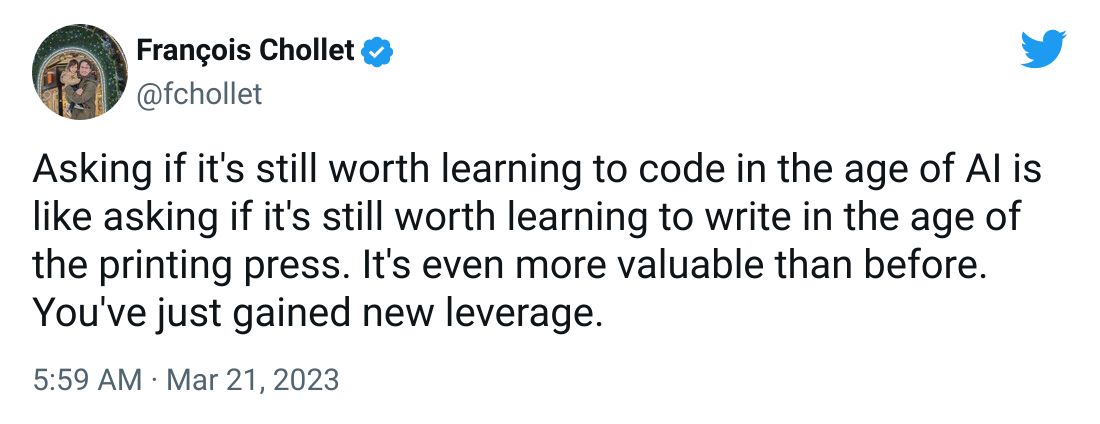 François Chollet
@fchollet
Asking if it's still worth learning to code in the age of AI is
like asking if it's still worth learning to write in the age of
the printing press. It's even more valuable than before.
You've just gained new leverage.
5:59 AM · Mar 21, 2023